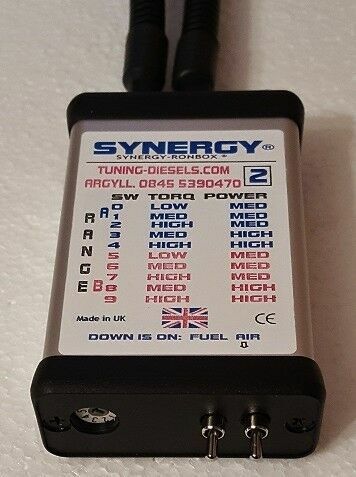 SYNERGY®
SYNERGY-RONBOX ®
TUNING-DIESELS.COM
ARGYLL. 0845 5390470 2
SW TORQ POWER
RANGE
A
0 LOW MED
1 MED MED
2 HIGH MED
3 MED HIGH
4 HIGH HIGH
5 LOW MED
6 MED MED
7 HIGH MED
B
8 MED HIGH
9 HIGH HIGH
Made in UK CE
DOWN IS ON: FUEL AIR